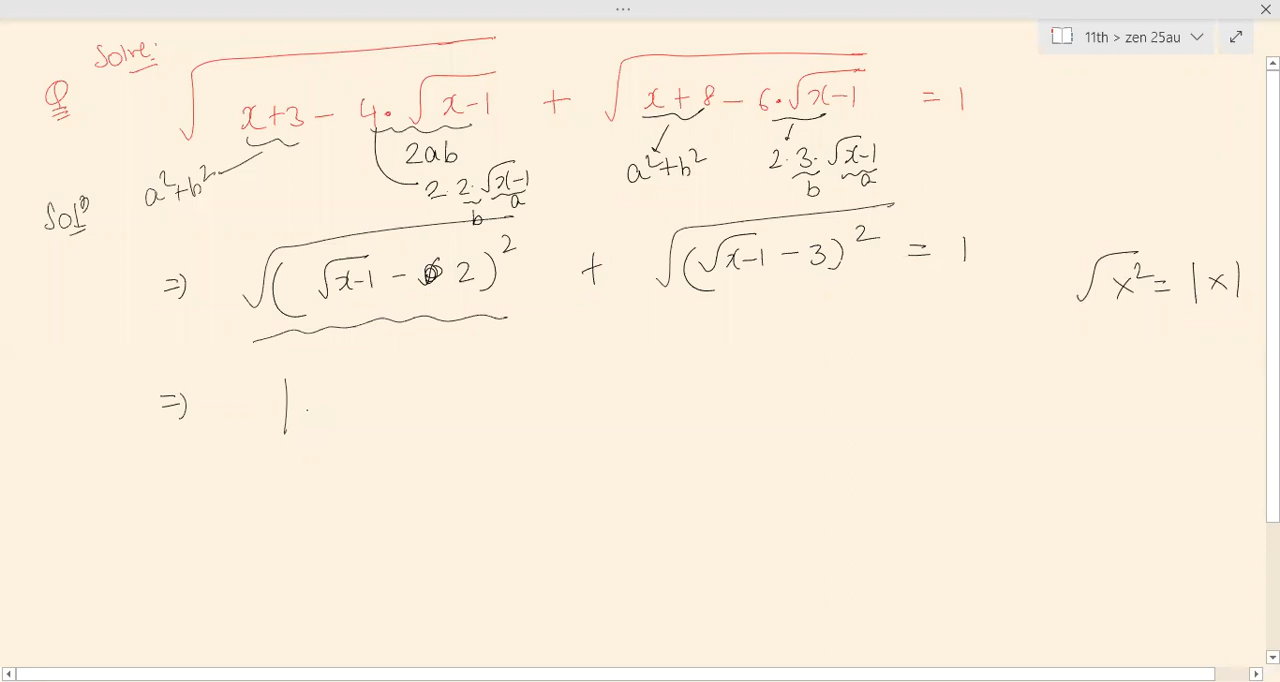 11th > zen 25au
Solve:
Q √(x+3 - 4·√(x-1)) + √(x+8 - 6·√(x-1)) = 1
a²+b² 2ab a²+b² 2·3·√(x-1)
b a
2·2·√(x-1)
b a
Solⁿ
⇒ √((√x-1 - 2)²) + √((√x-1 - 3)²) = 1
√x² = |x|
⇒ |